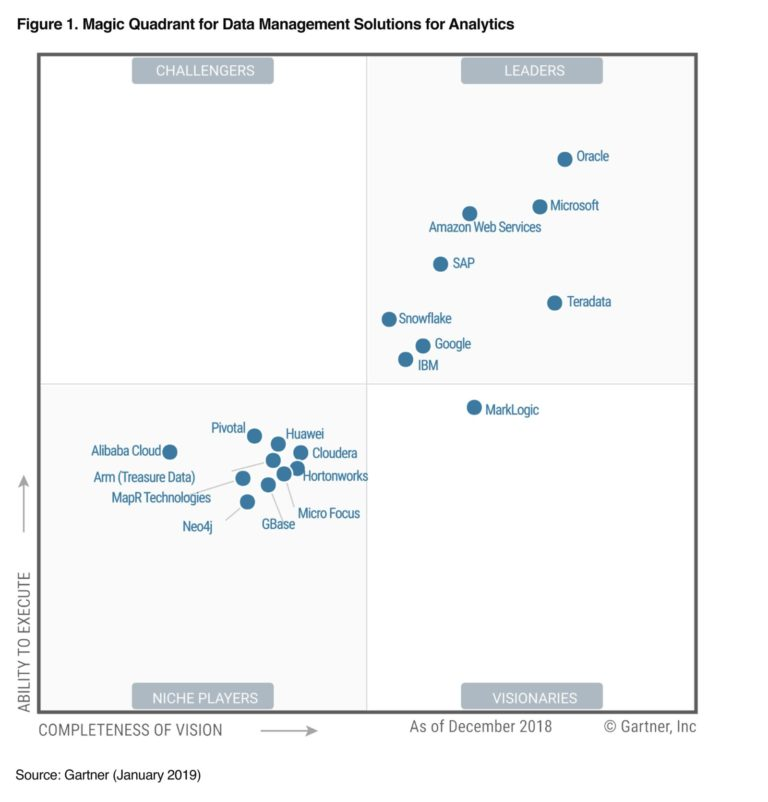 Figure 1. Magic Quadrant for Data Management Solutions for Analytics
CHALLENGERS
LEADERS
Oracle
Microsoft
Amazon Web Services
SAP
Teradata
Snowflake
Google
IBM
MarkLogic
Pivotal
Huawei
Alibaba Cloud
Cloudera
Arm (Treasure Data)
Hortonworks
MapR Technologies
Micro Focus
Neo4j
GBase
ABILITY TO EXECUTE
NICHE PLAYERS
VISIONARIES
COMPLETENESS OF VISION
As of December 2018
© Gartner, Inc
Source: Gartner (January 2019)